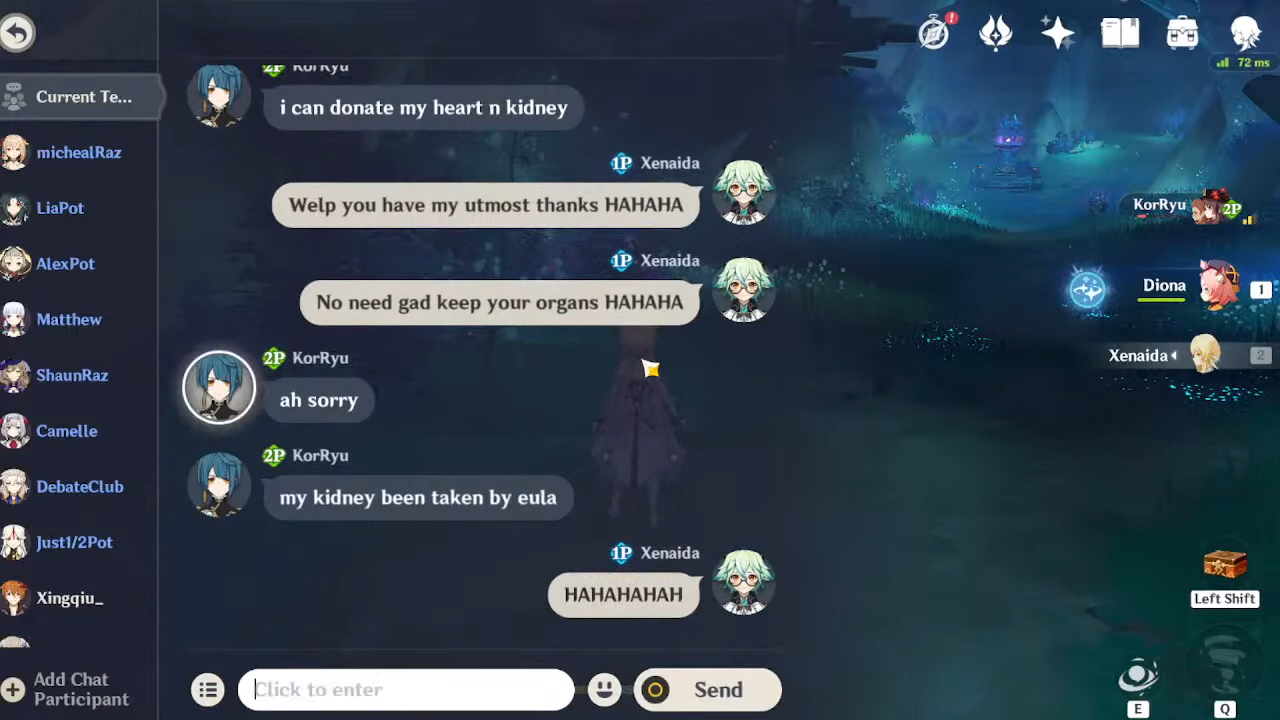 72 ms
Current Te...
michealRaz
LiaPot
AlexPot
Matthew
ShaunRaz
Camelle
DebateClub
Just1/2Pot
Xingqiu_
Add Chat
Participant
2P KorRyu
i can donate my heart n kidney
1P Xenaida
Welp you have my utmost thanks HAHAHA
1P Xenaida
No need gad keep your organs HAHAHA
2P KorRyu
ah sorry
2P KorRyu
my kidney been taken by eula
1P Xenaida
HAHAHAHAH
Click to enter
Send
KorRyu 2P
Diona 1
Xenaida 2
Left Shift
E
Q